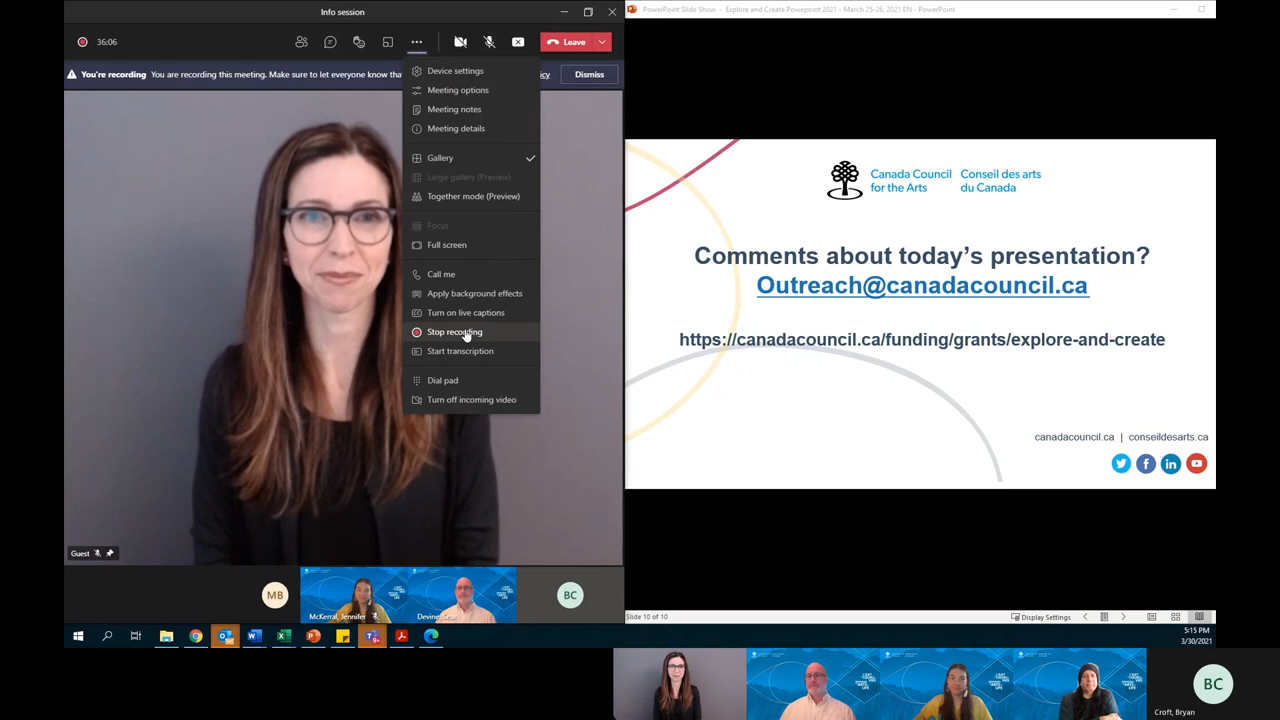 Info session
PowerPoint Slide Show - Explore and Create Powepoint 2021 - March 25-26, 2021 EN - PowerPoint
36:06
Leave
You're recording You are recording this meeting. Make sure to let everyone know tha
cy
Dismiss
Device settings
Meeting options
Meeting notes
Meeting details
Gallery
Large gallery (Preview)
Together mode (Preview)
Focus
Full screen
Call me
Apply background effects
Turn on live captions
Stop recording
Start transcription
Dial pad
Turn off incoming video
Guest
MB
McKerral, Jennifer
BC
Canada Council
for the Arts
Conseil des arts
du Canada
Comments about today's presentation?
Outreach@canadacouncil.ca
https://canadacouncil.ca/funding/grants/explore-and-create
canadacouncil.ca | conseildesarts.ca
Slide 10 of 10
Display Settings
5:15 PM
3/30/2021
BC
Croft, Bryan